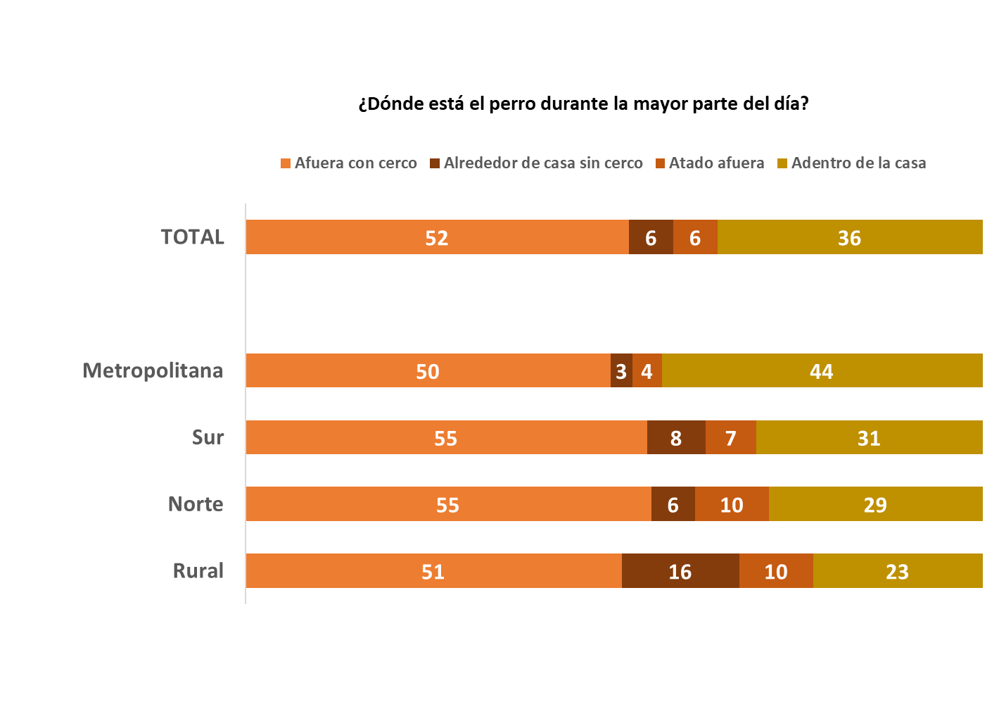 ¿Dónde está el perro durante la mayor parte del día?
Afuera con cerco Alrededor de casa sin cerco Atado afuera Adentro de la casa
TOTAL 52 6 6 36
Metropolitana 50 3 4 44
Sur 55 8 7 31
Norte 55 6 10 29
Rural 51 16 10 23